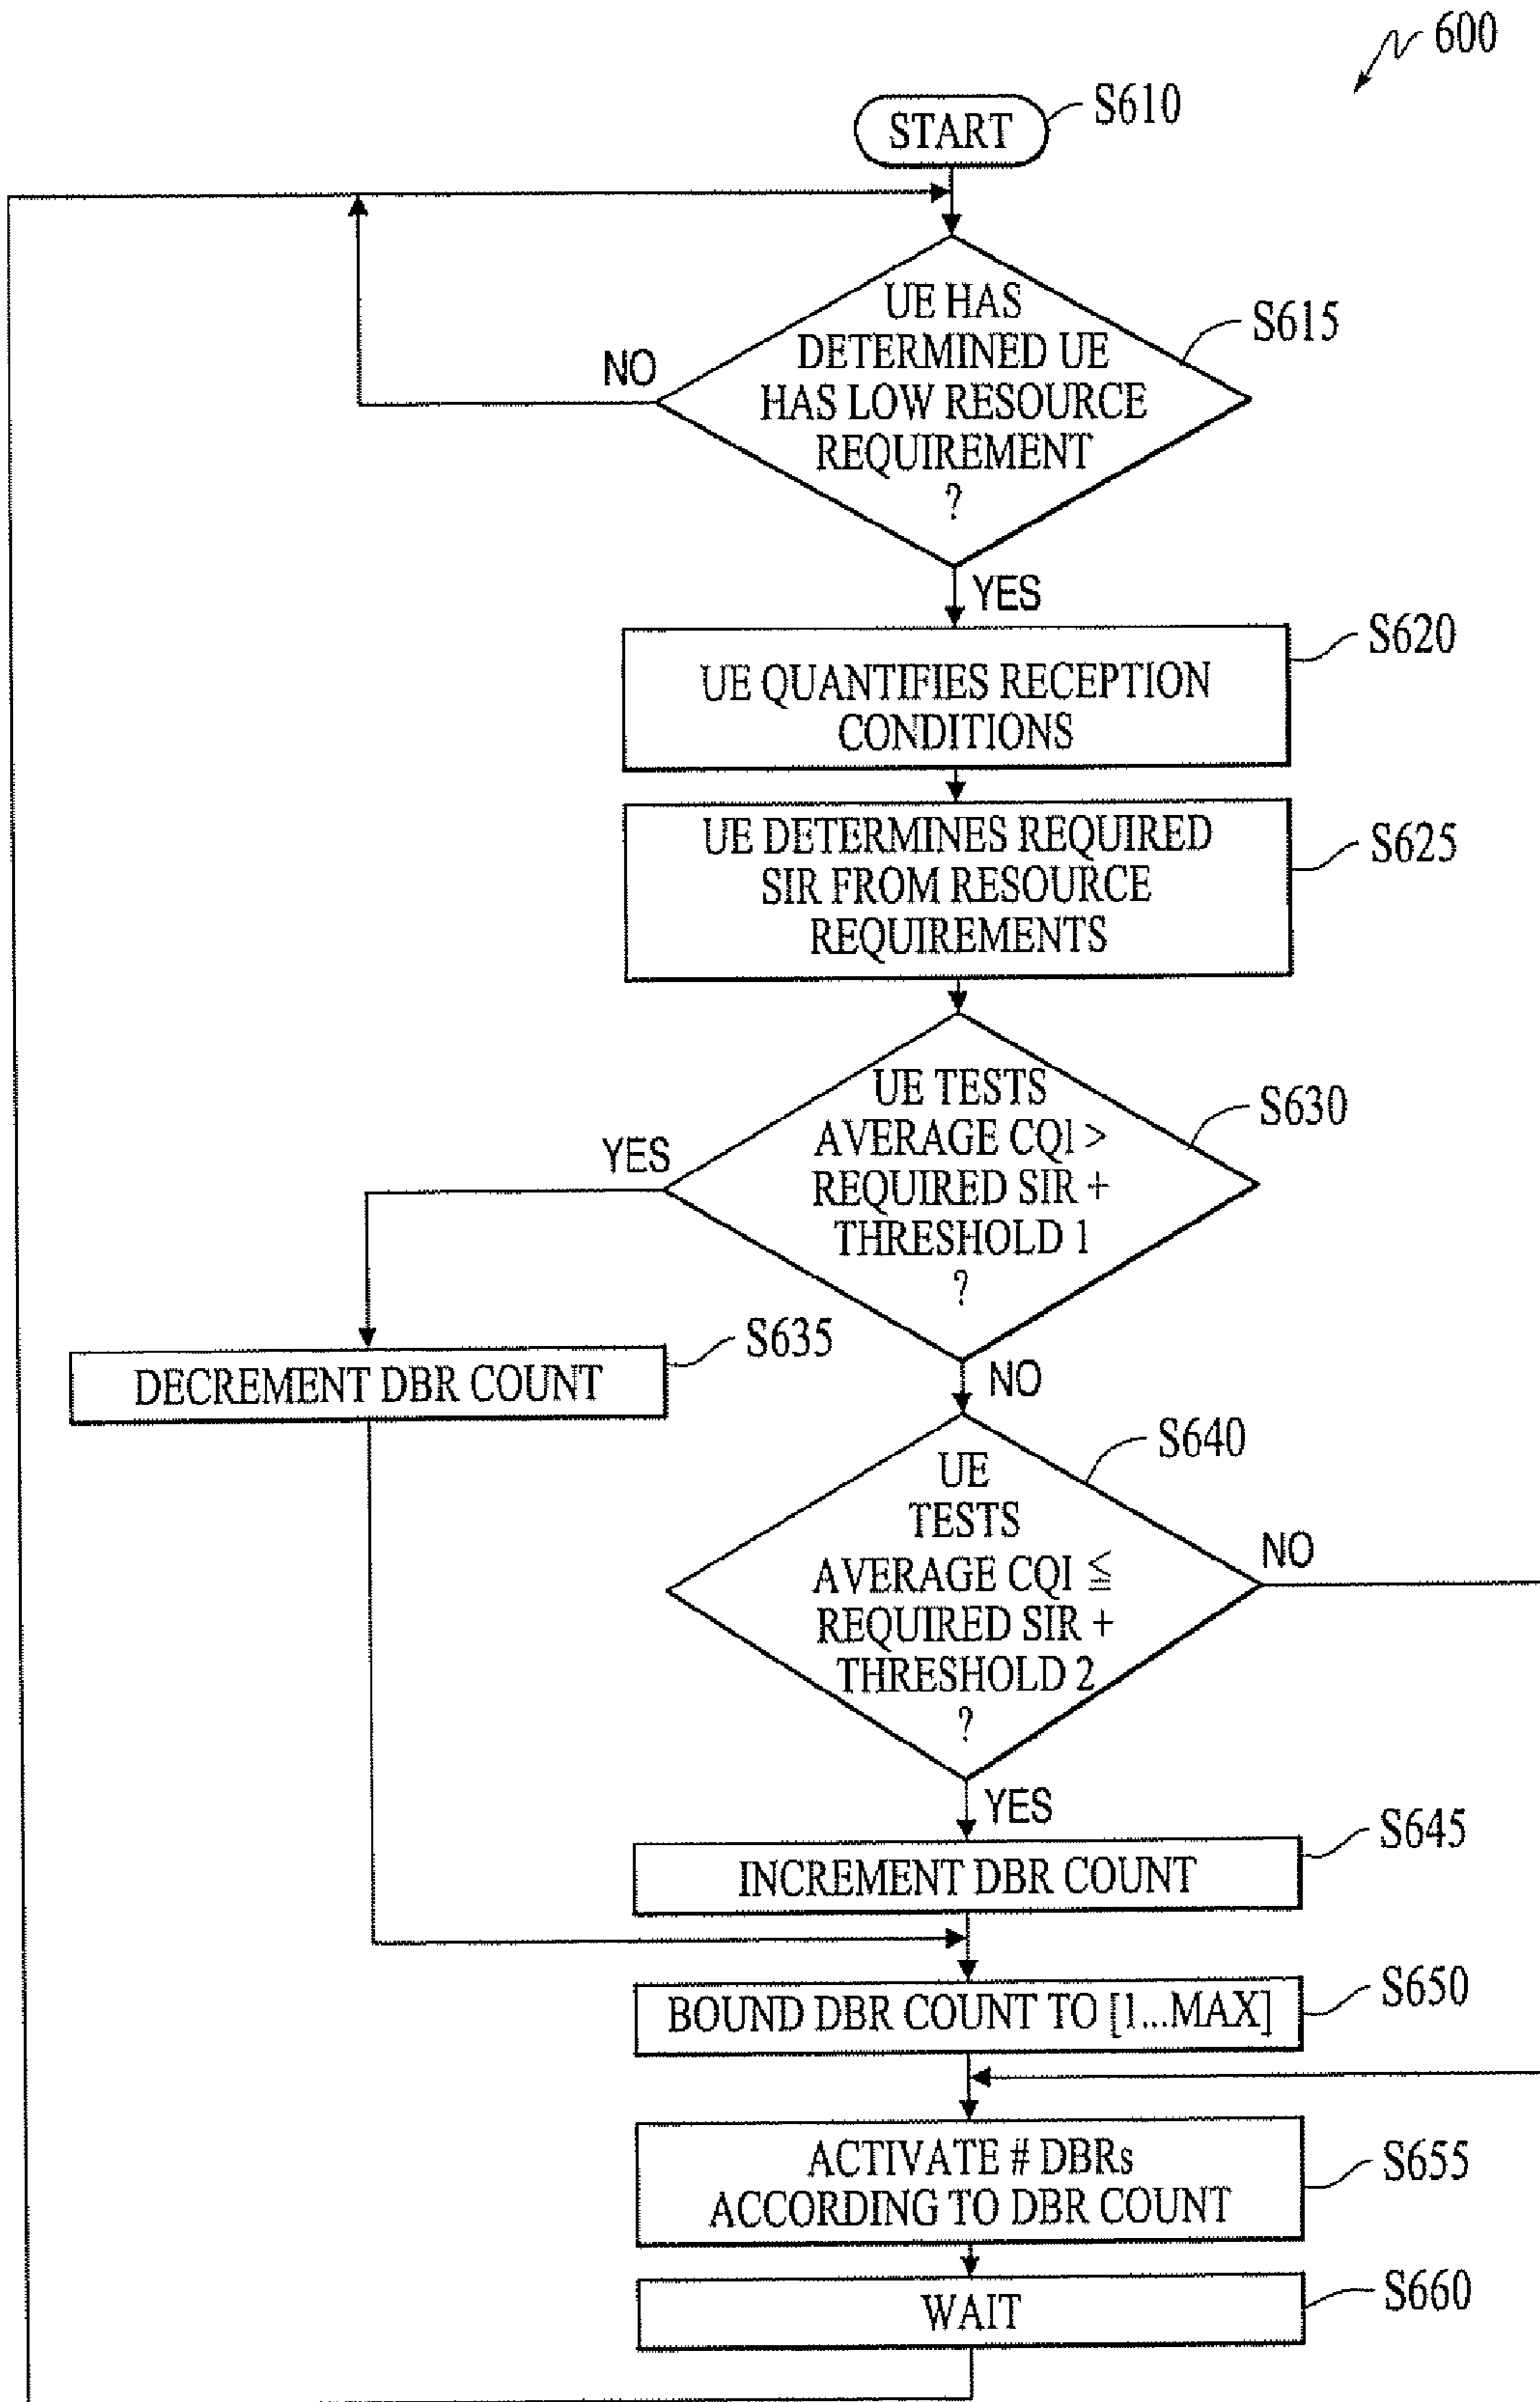 600
START
S610
UE HAS
DETERMINED UE
HAS LOW RESOURCE
REQUIREMENT
?
S615
NO
YES
UE QUANTIFIES RECEPTION
CONDITIONS
S620
UE DETERMINES REQUIRED
SIR FROM RESOURCE
REQUIREMENTS
S625
UE TESTS
AVERAGE CQI >
REQUIRED SIR +
THRESHOLD 1
?
S630
YES
NO
DECREMENT DBR COUNT
S635
UE
TESTS
AVERAGE CQI ≦
REQUIRED SIR +
THRESHOLD 2
?
S640
NO
YES
INCREMENT DBR COUNT
S645
BOUND DBR COUNT TO [1...MAX]
S650
ACTIVATE # DBRs
ACCORDING TO DBR COUNT
S655
WAIT
S660